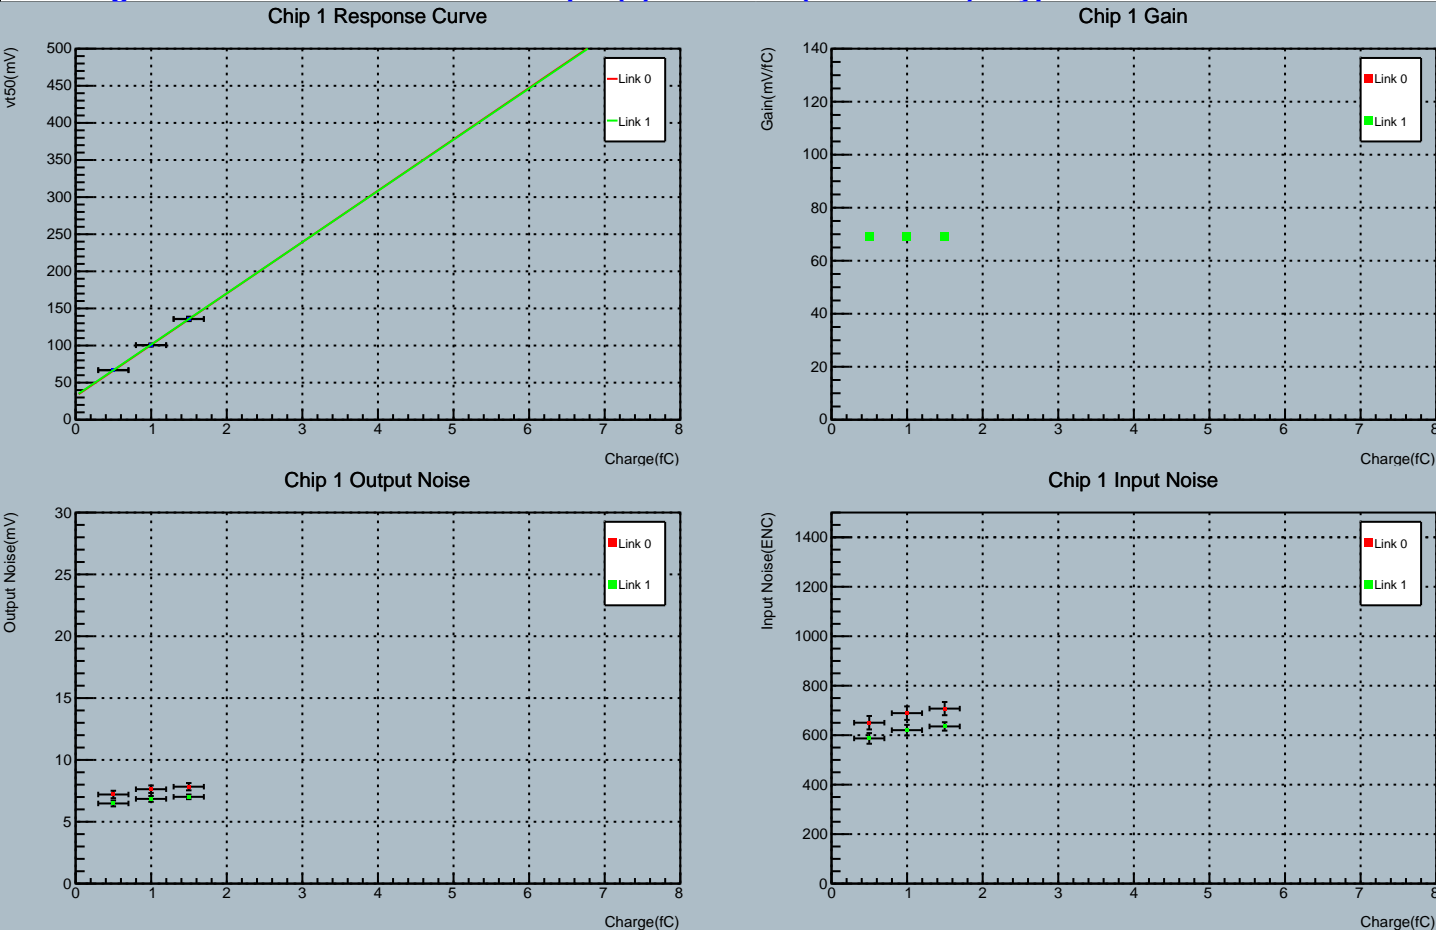 Chip 1 Response Curve
vt50(mV)
500
450
400
350
300
250
200
150
100
50
0
0 1 2 3 4 5 6 7 8
Charge(fC)
Link 0
Link 1
Chip 1 Gain
Gain(mV/fC)
140
120
100
80
60
40
20
0
0 1 2 3 4 5 6 7 8
Charge(fC)
Link 0
Link 1
Chip 1 Output Noise
Output Noise(mV)
30
25
20
15
10
5
0
0 1 2 3 4 5 6 7 8
Charge(fC)
Link 0
Link 1
Chip 1 Input Noise
Input Noise(ENC)
1400
1200
1000
800
600
400
200
0
0 1 2 3 4 5 6 7 8
Charge(fC)
Link 0
Link 1